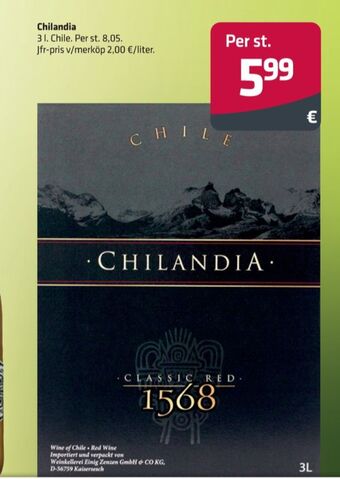 Chilandia
3 l. Chile. Per st. 8,05.
Jfr-pris v/merköp 2,00 €/liter.
Per st.
5.99
€
CHILE
· CHILANDIA ·
· CLASSIC RED ·
1568
Wine of Chile • Red Wine
Importiert und verpackt von
Weinkellerei Einig Zenzen GmbH & CO KG,
D-56759 Kaisersesch
3L